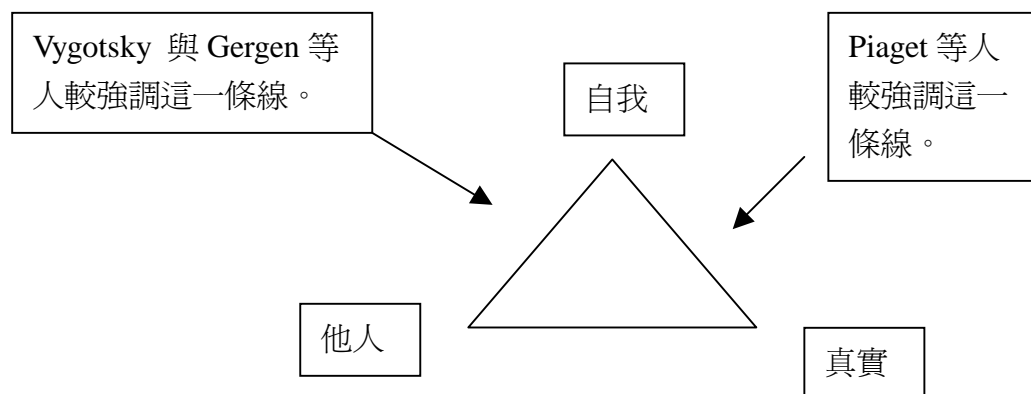 Vygotsky 與 Gergen 等
人較強調這一條線。
Piaget 等人
較強調這一
條線。
自我
他人
真實